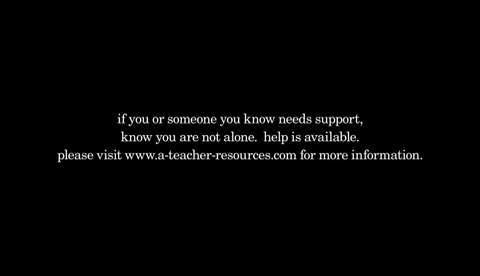 if you or someone you know needs support,
know you are not alone.  help is available.
please visit www.a-teacher-resources.com for more information.